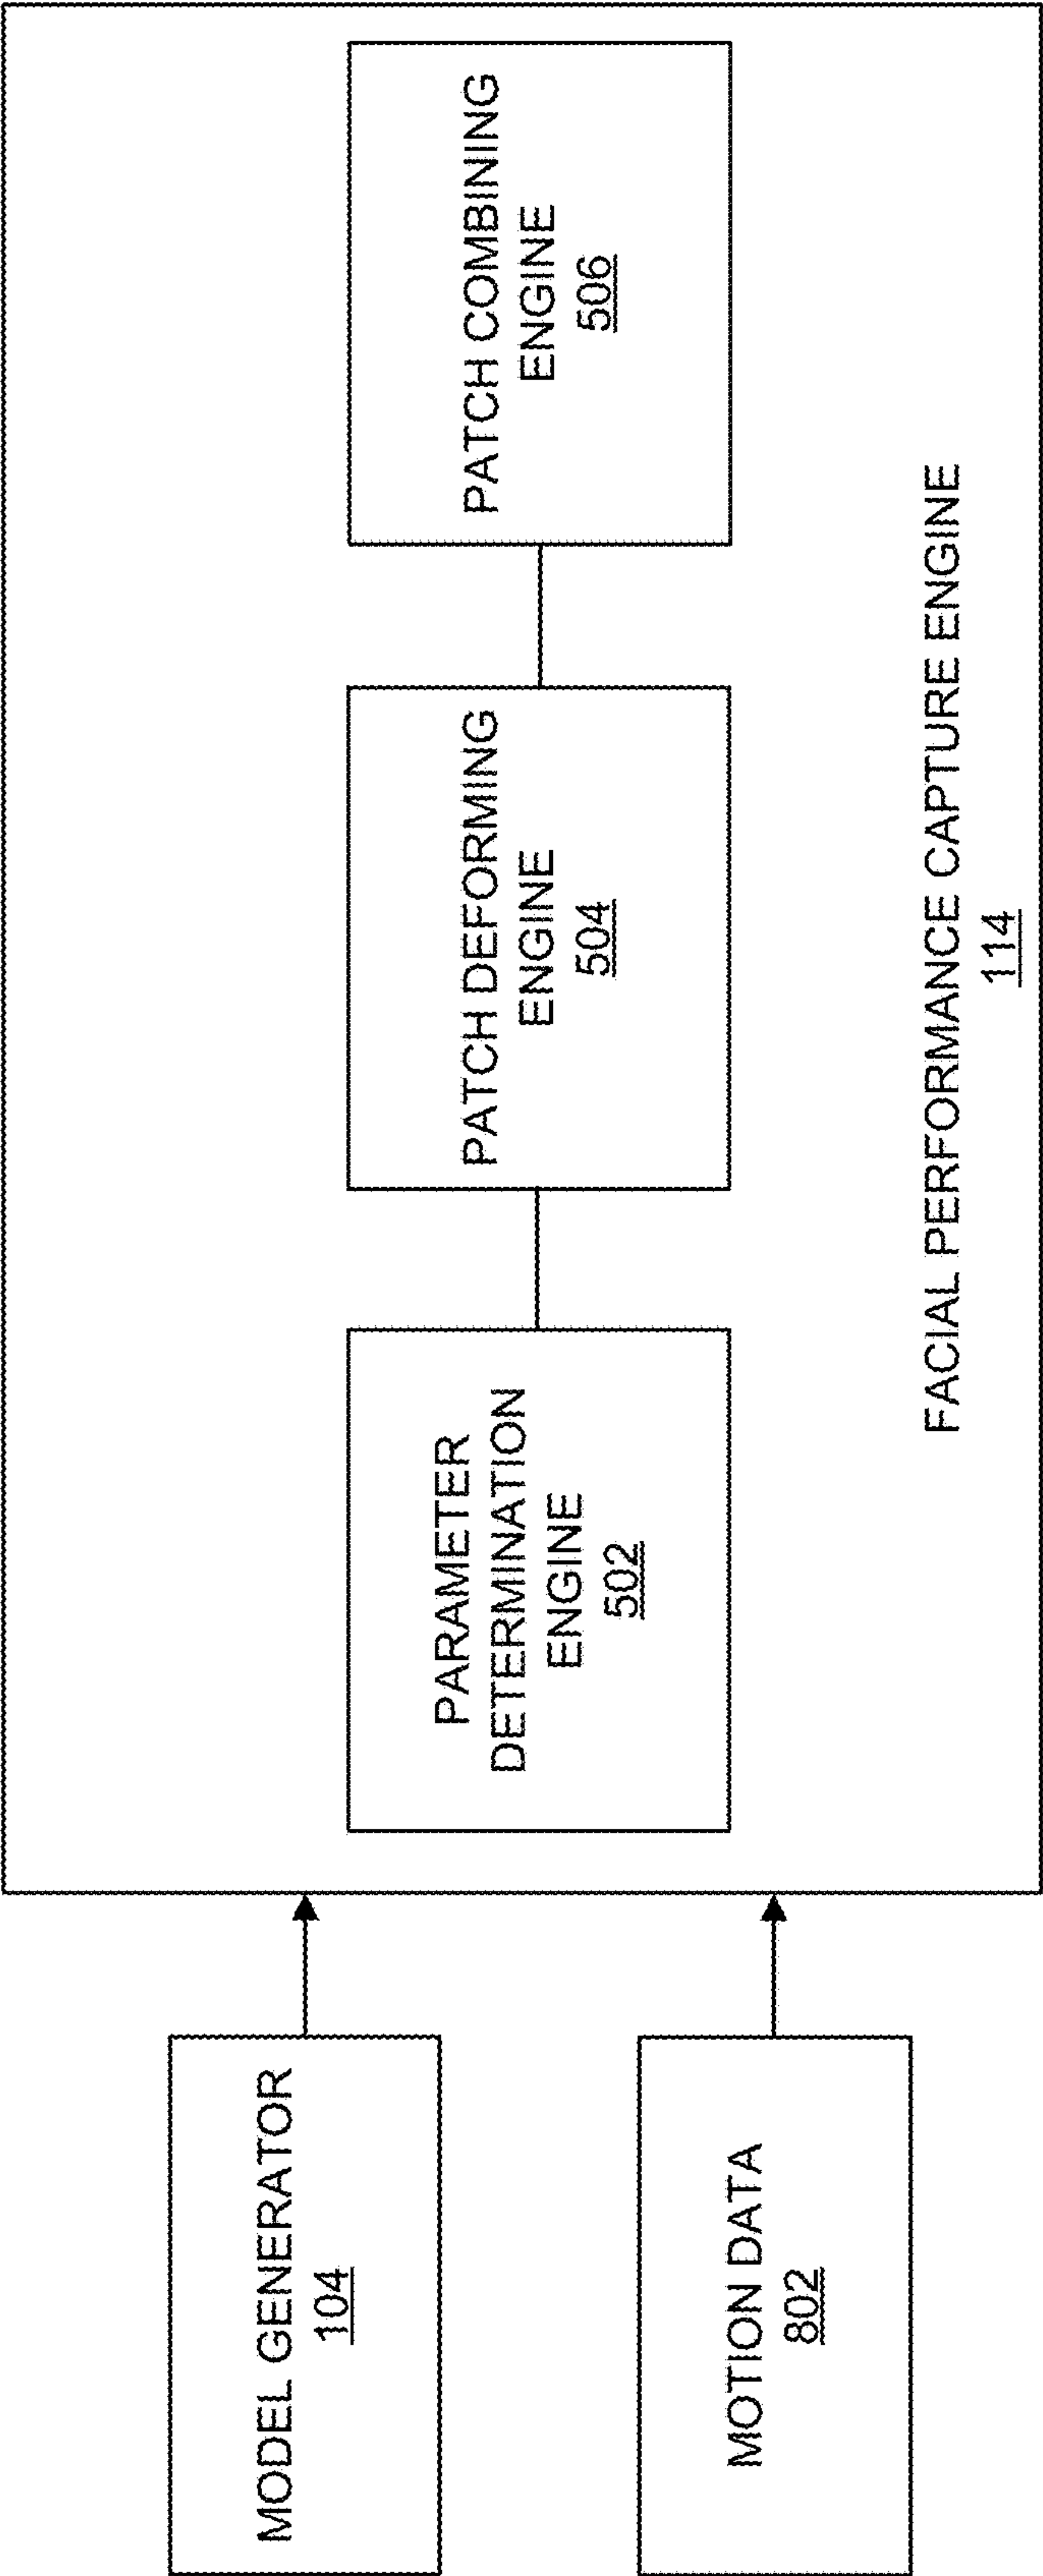 MODEL GENERATOR
104
MOTION DATA
802
PARAMETER
DETERMINATION
ENGINE
502
PATCH DEFORMING
ENGINE
504
PATCH COMBINING
ENGINE
506
FACIAL PERFORMANCE CAPTURE ENGINE
114